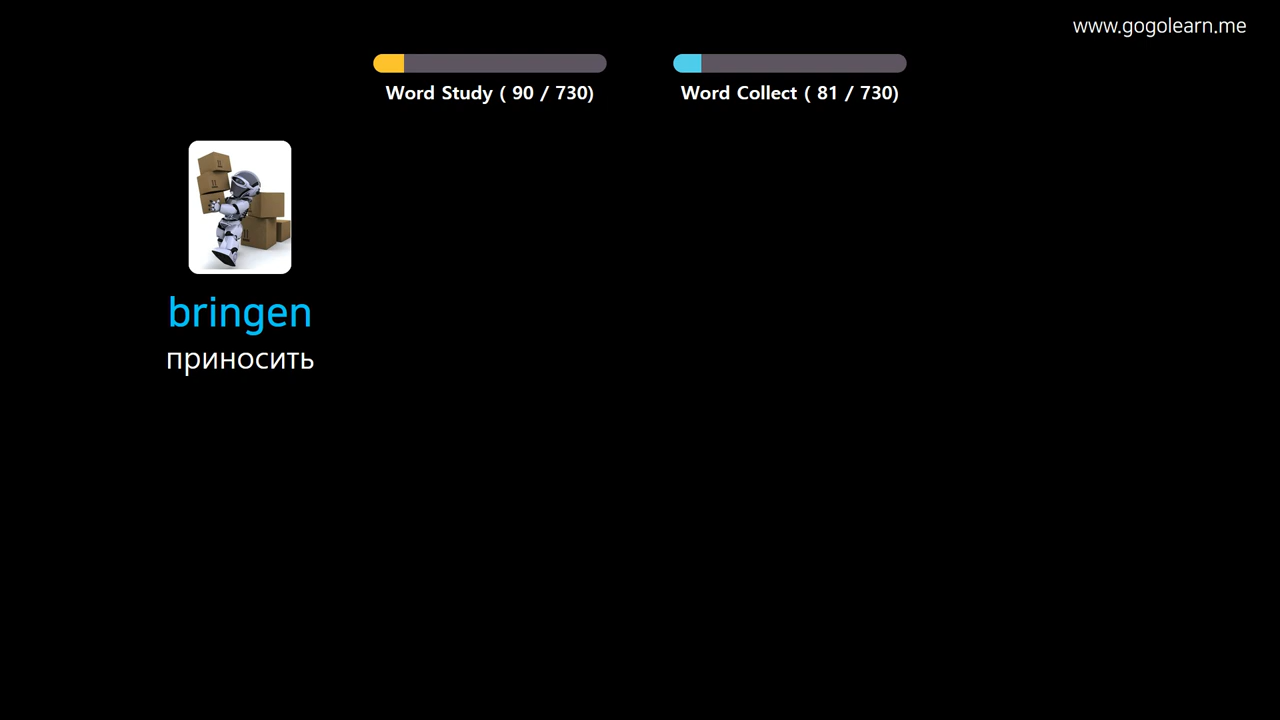 www.gogolearn.me
Word Study ( 90 / 730)
Word Collect ( 81 / 730)
bringen
приносить